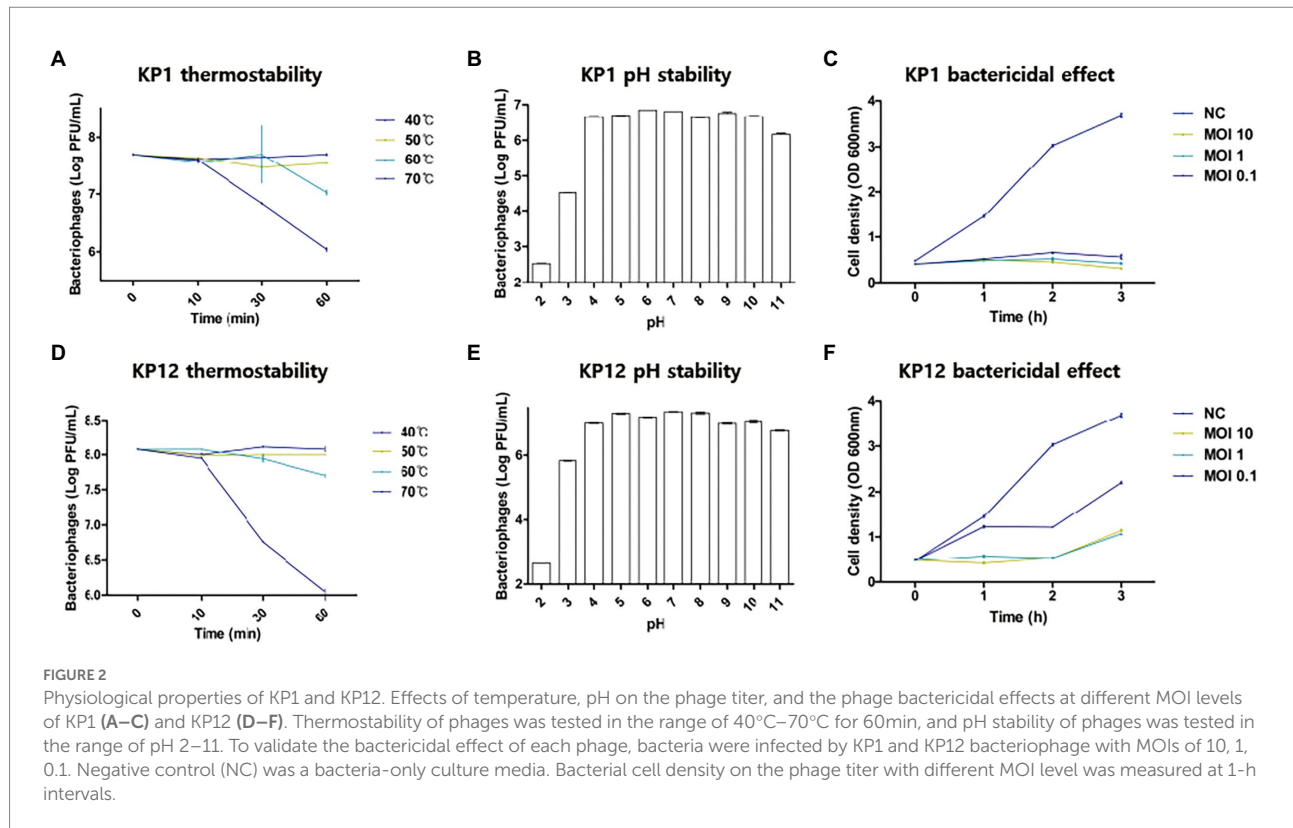 A
KP1 thermostability
Bacteriophages (Log PFU/mL)
8
7
6
0
10
30
60
Time (min)
40℃
50℃
60℃
70℃
B
KP1 pH stability
Bacteriophages (Log PFU/mL)
7
6
5
4
3
2
2
3
4
5
6
7
8
9
10
11
pH
C
KP1 bactericidal effect
Cell density (OD 600nm)
4
3
2
1
0
0
1
2
3
Time (h)
NC
MOI 10
MOI 1
MOI 0.1
D
KP12 thermostability
Bacteriophages (Log PFU/mL)
8.5
8.0
7.5
7.0
6.5
6.0
0
10
30
60
Time (min)
40℃
50℃
60℃
70℃
E
KP12 pH stability
Bacteriophages (Log PFU/mL)
6
4
2
2
3
4
5
6
7
8
9
10
11
pH
F
KP12 bactericidal effect
Cell density (OD 600nm)
4
3
2
1
0
0
1
2
3
Time (h)
NC
MOI 10
MOI 1
MOI 0.1
FIGURE 2
Physiological properties of KP1 and KP12. Effects of temperature, pH on the phage titer, and the phage bactericidal effects at different MOI levels
of KP1 (A–C) and KP12 (D–F). Thermostability of phages was tested in the range of 40°C–70°C for 60min, and pH stability of phages was tested in
the range of pH 2–11. To validate the bactericidal effect of each phage, bacteria were infected by KP1 and KP12 bacteriophage with MOIs of 10, 1,
0.1. Negative control (NC) was a bacteria-only culture media. Bacterial cell density on the phage titer with different MOI level was measured at 1-h
intervals.